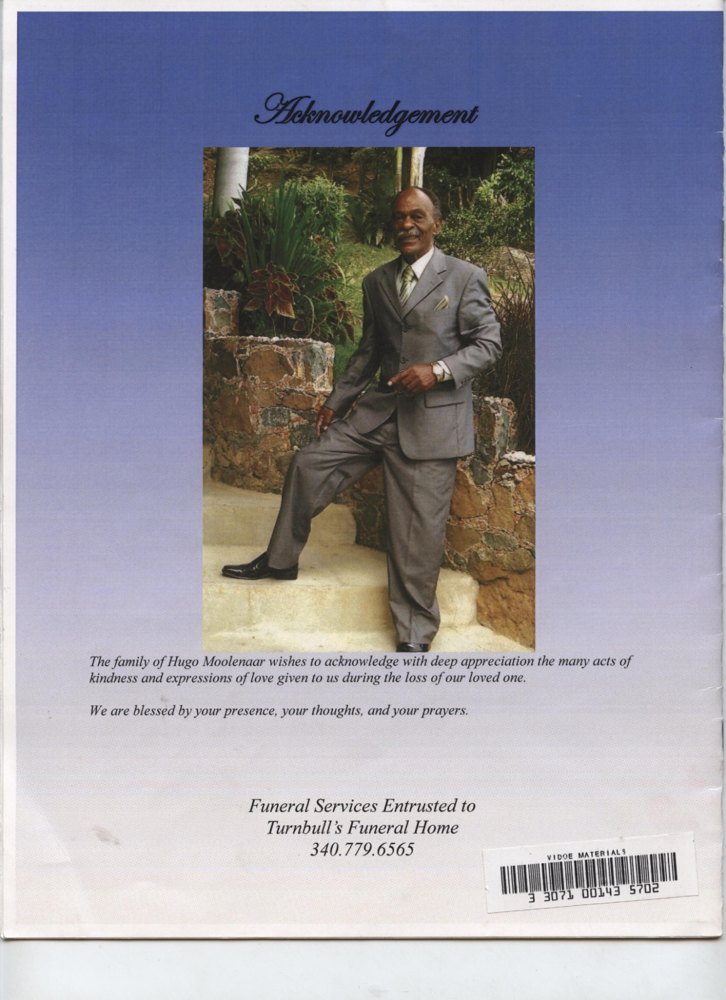 Acknowledgement
The family of Hugo Moolenaar wishes to acknowledge with deep appreciation the many acts of
kindness and expressions of love given to us during the loss of our loved one.
We are blessed by your presence, your thoughts, and your prayers.
Funeral Services Entrusted to
Turnbull's Funeral Home
340.779.6565
VIDOE MATERIALS
3 3071 00143 5702